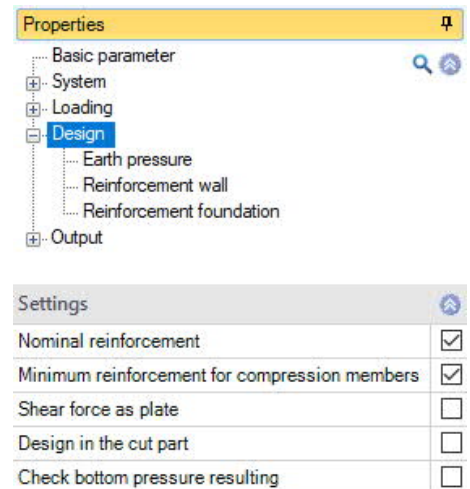 Properties
Basic parameter
System
Loading
Design
Earth pressure
Reinforcement wall
Reinforcement foundation
Output
Settings
Nominal reinforcement
Minimum reinforcement for compression members
Shear force as plate
Design in the cut part
Check bottom pressure resulting